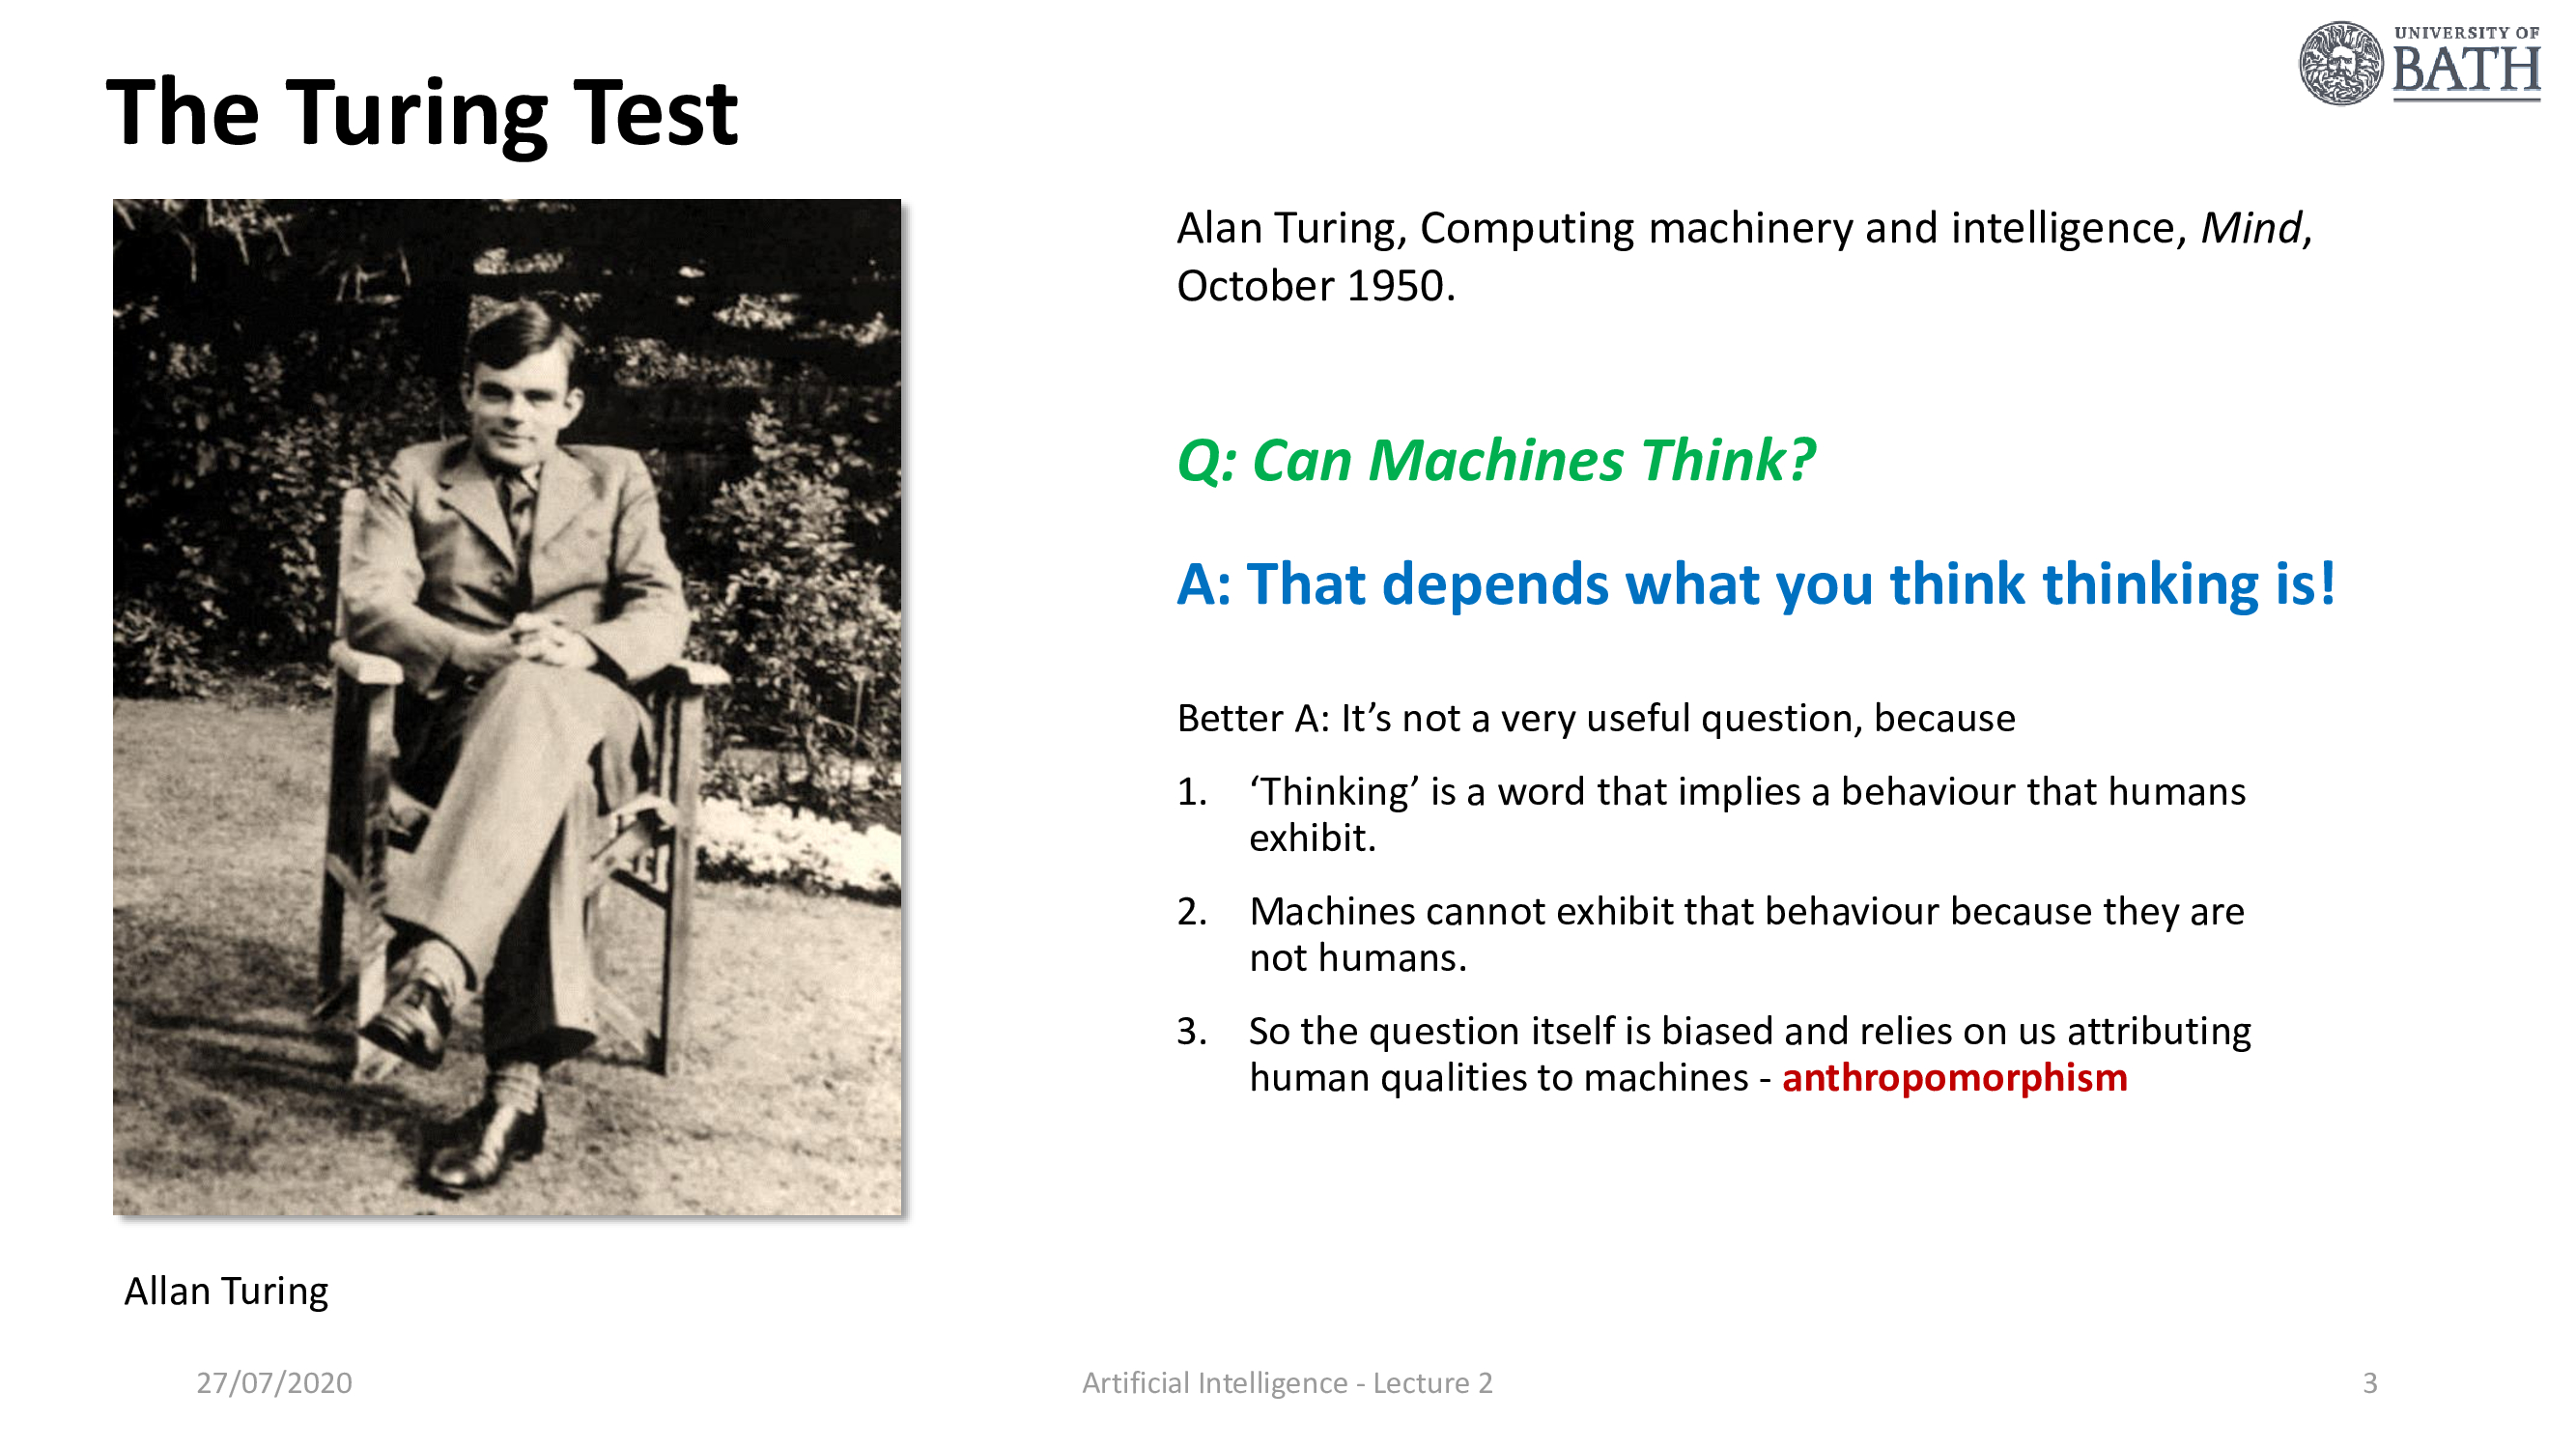 The Turing Test
UNIVERSITY OF
BATH
Alan Turing, Computing machinery and intelligence, Mind,
October 1950.
Q: Can Machines Think?
A: That depends what you think thinking is!
Better A: It’s not a very useful question, because
1. ‘Thinking’ is a word that implies a behaviour that humans
exhibit.
2. Machines cannot exhibit that behaviour because they are
not humans.
3. So the question itself is biased and relies on us attributing
human qualities to machines - anthropomorphism
Allan Turing
27/07/2020
Artificial Intelligence - Lecture 2
3